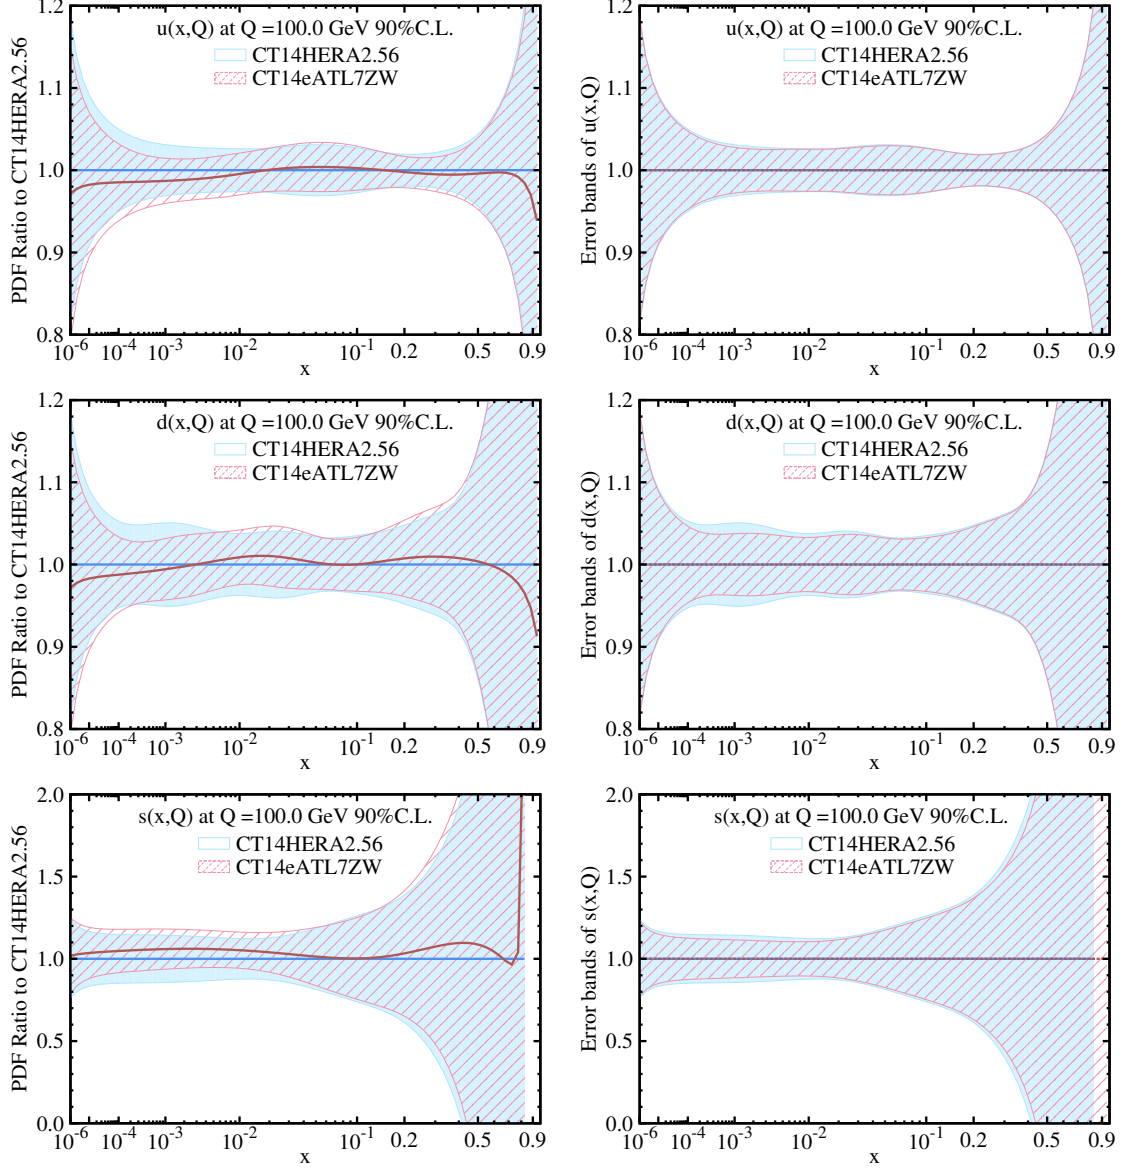 u(x,Q) at Q =100.0 GeV 90%C.L.
CT14HERA2.56
CT14eATL7ZW
PDF Ratio to CT14HERA2.56
1.2
1.1
1.0
0.9
0.8
10-6 10-4 10-3 10-2 10-1 0.2 0.5 0.9
x
u(x,Q) at Q =100.0 GeV 90%C.L.
CT14HERA2.56
CT14eATL7ZW
Error bands of u(x,Q)
1.2
1.1
1.0
0.9
0.8
10-6 10-4 10-3 10-2 10-1 0.2 0.5 0.9
x
d(x,Q) at Q =100.0 GeV 90%C.L.
CT14HERA2.56
CT14eATL7ZW
PDF Ratio to CT14HERA2.56
1.2
1.1
1.0
0.9
0.8
10-6 10-4 10-3 10-2 10-1 0.2 0.5 0.9
x
d(x,Q) at Q =100.0 GeV 90%C.L.
CT14HERA2.56
CT14eATL7ZW
Error bands of d(x,Q)
1.2
1.1
1.0
0.9
0.8
10-6 10-4 10-3 10-2 10-1 0.2 0.5 0.9
x
s(x,Q) at Q =100.0 GeV 90%C.L.
CT14HERA2.56
CT14eATL7ZW
PDF Ratio to CT14HERA2.56
2.0
1.5
1.0
0.5
0.0
10-6 10-4 10-3 10-2 10-1 0.2 0.5 0.9
x
s(x,Q) at Q =100.0 GeV 90%C.L.
CT14HERA2.56
CT14eATL7ZW
Error bands of s(x,Q)
2.0
1.5
1.0
0.5
0.0
10-6 10-4 10-3 10-2 10-1 0.2 0.5 0.9
x